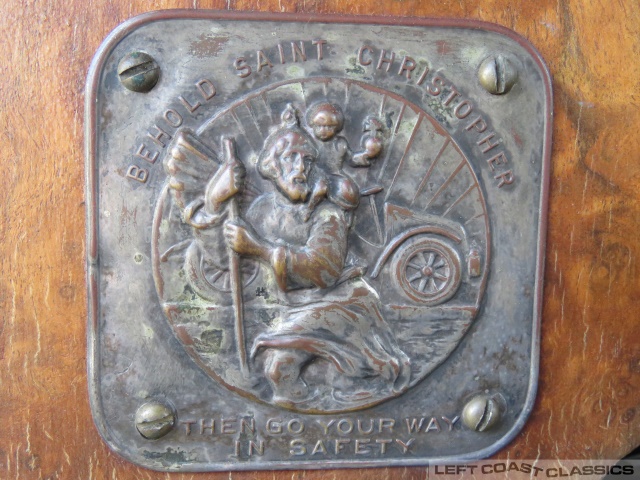 BEHOLD SAINT CHRISTOPHER
THEN GO YOUR WAY
IN SAFETY
LEFT COAST CLASSICS